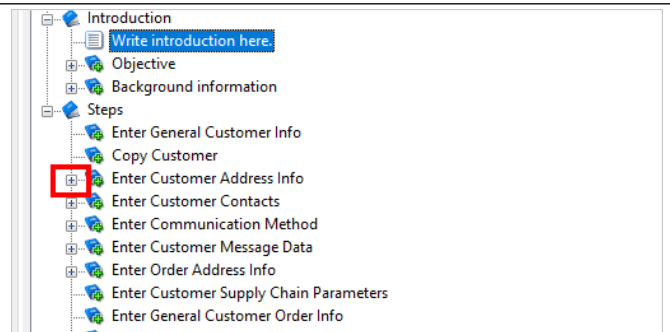 Introduction
Write introduction here.
Objective
Background information
Steps
Enter General Customer Info
Copy Customer
Enter Customer Address Info
Enter Customer Contacts
Enter Communication Method
Enter Customer Message Data
Enter Order Address Info
Enter Customer Supply Chain Parameters
Enter General Customer Order Info